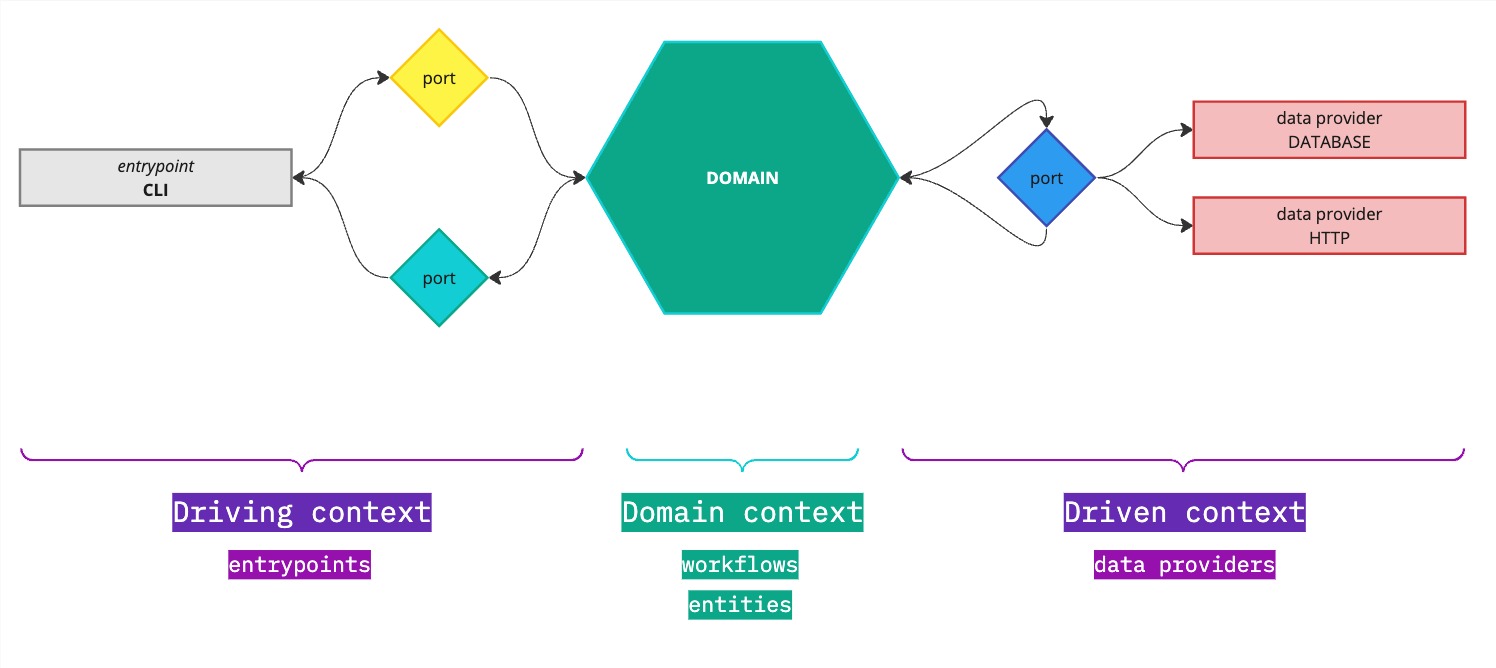 port
entrypoint
CLI
port
DOMAIN
port
data provider
DATABASE
data provider
HTTP
Driving context
entrypoints
Domain context
workflows
entities
Driven context
data providers